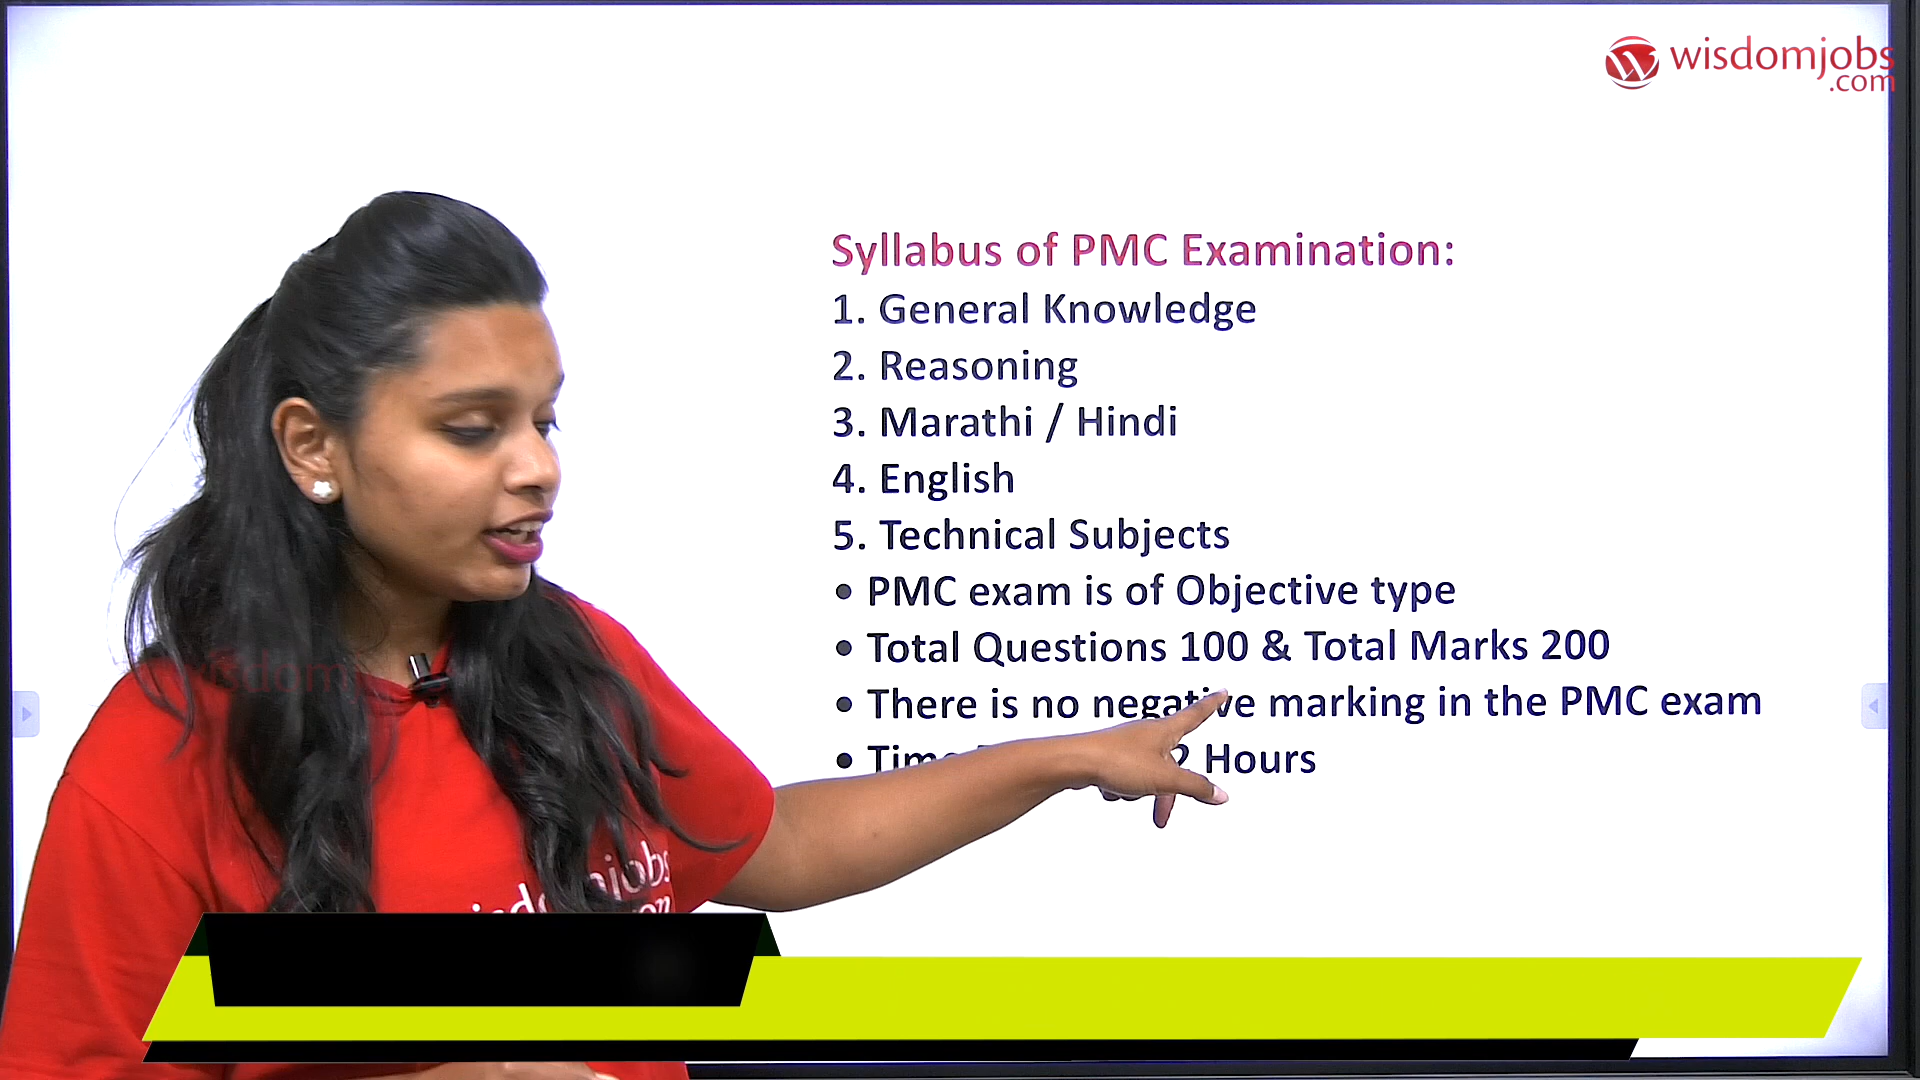 wisdomjobs
.com
Syllabus of PMC Examination:
1. General Knowledge
2. Reasoning
3. Marathi / Hindi
4. English
5. Technical Subjects
• PMC exam is of Objective type
• Total Questions 100 & Total Marks 200
• There is no negative marking in the PMC exam
• 2 Hours